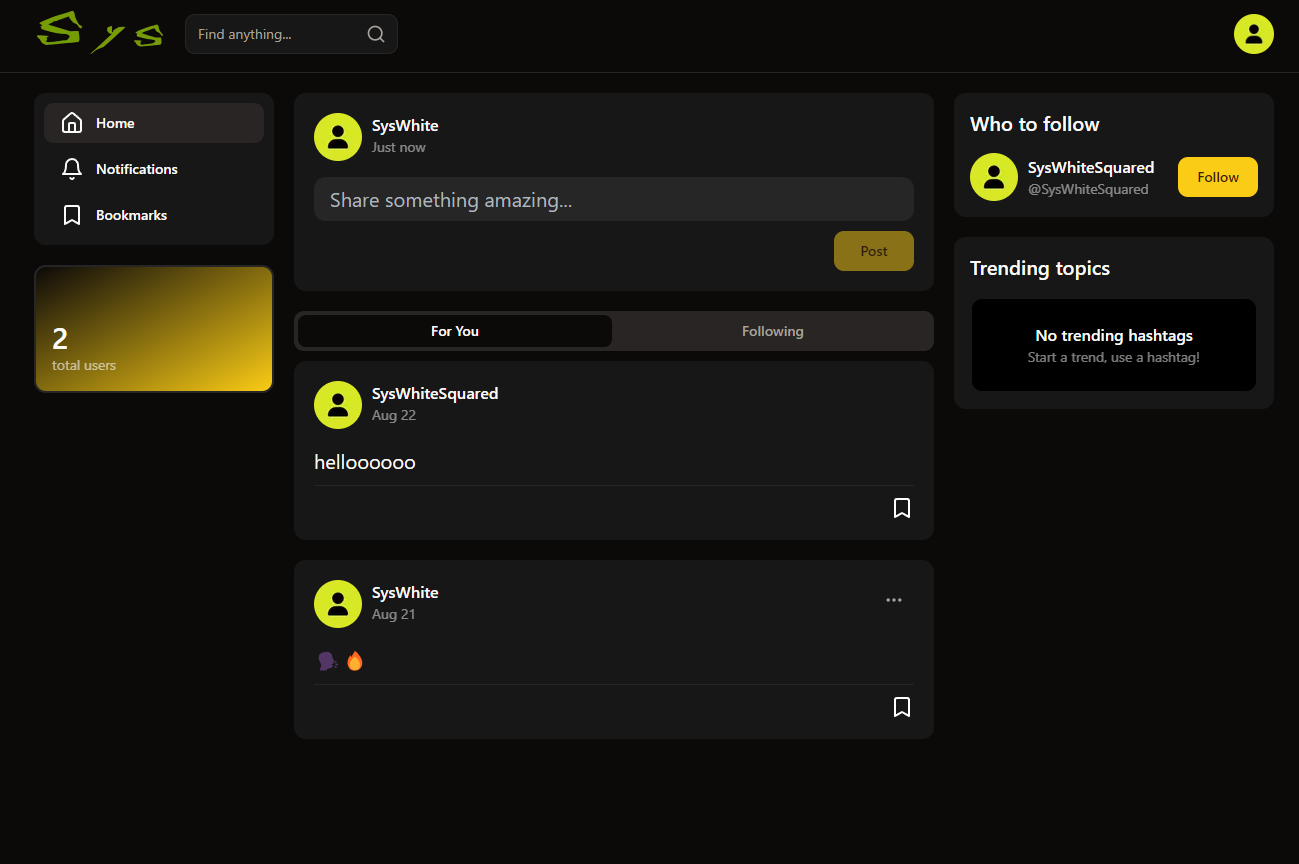 Sys
Find anything...
Home
Notifications
Bookmarks
2
total users
SysWhite
Just now
Share something amazing...
Post
For You
Following
SysWhiteSquared
Aug 22
helloooooo
SysWhite
Aug 21
🗣🔥
Who to follow
SysWhiteSquared
@SysWhiteSquared
Follow
Trending topics
No trending hashtags
Start a trend, use a hashtag!